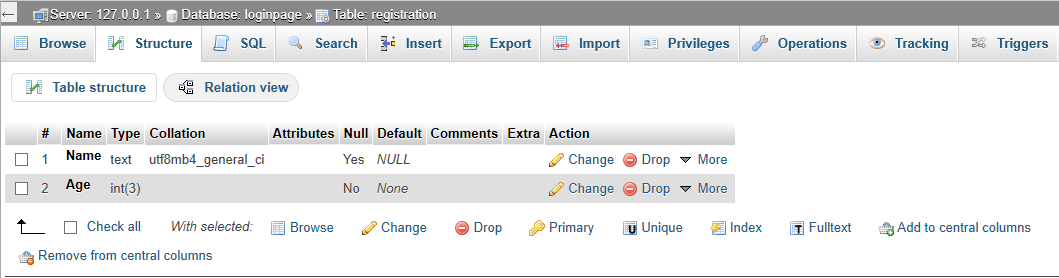 Server: 127.0.0.1 » Database: loginpage » Table: registration
Browse Structure SQL Search Insert Export Import Privileges Operations Tracking Triggers
Table structure Relation view
# Name Type Collation Attributes Null Default Comments Extra Action
1 Name text utf8mb4_general_ci Yes NULL Change Drop More
2 Age int(3) No None Change Drop More
Check all With selected: Browse Change Drop Primary Unique Index Fulltext Add to central columns
Remove from central columns